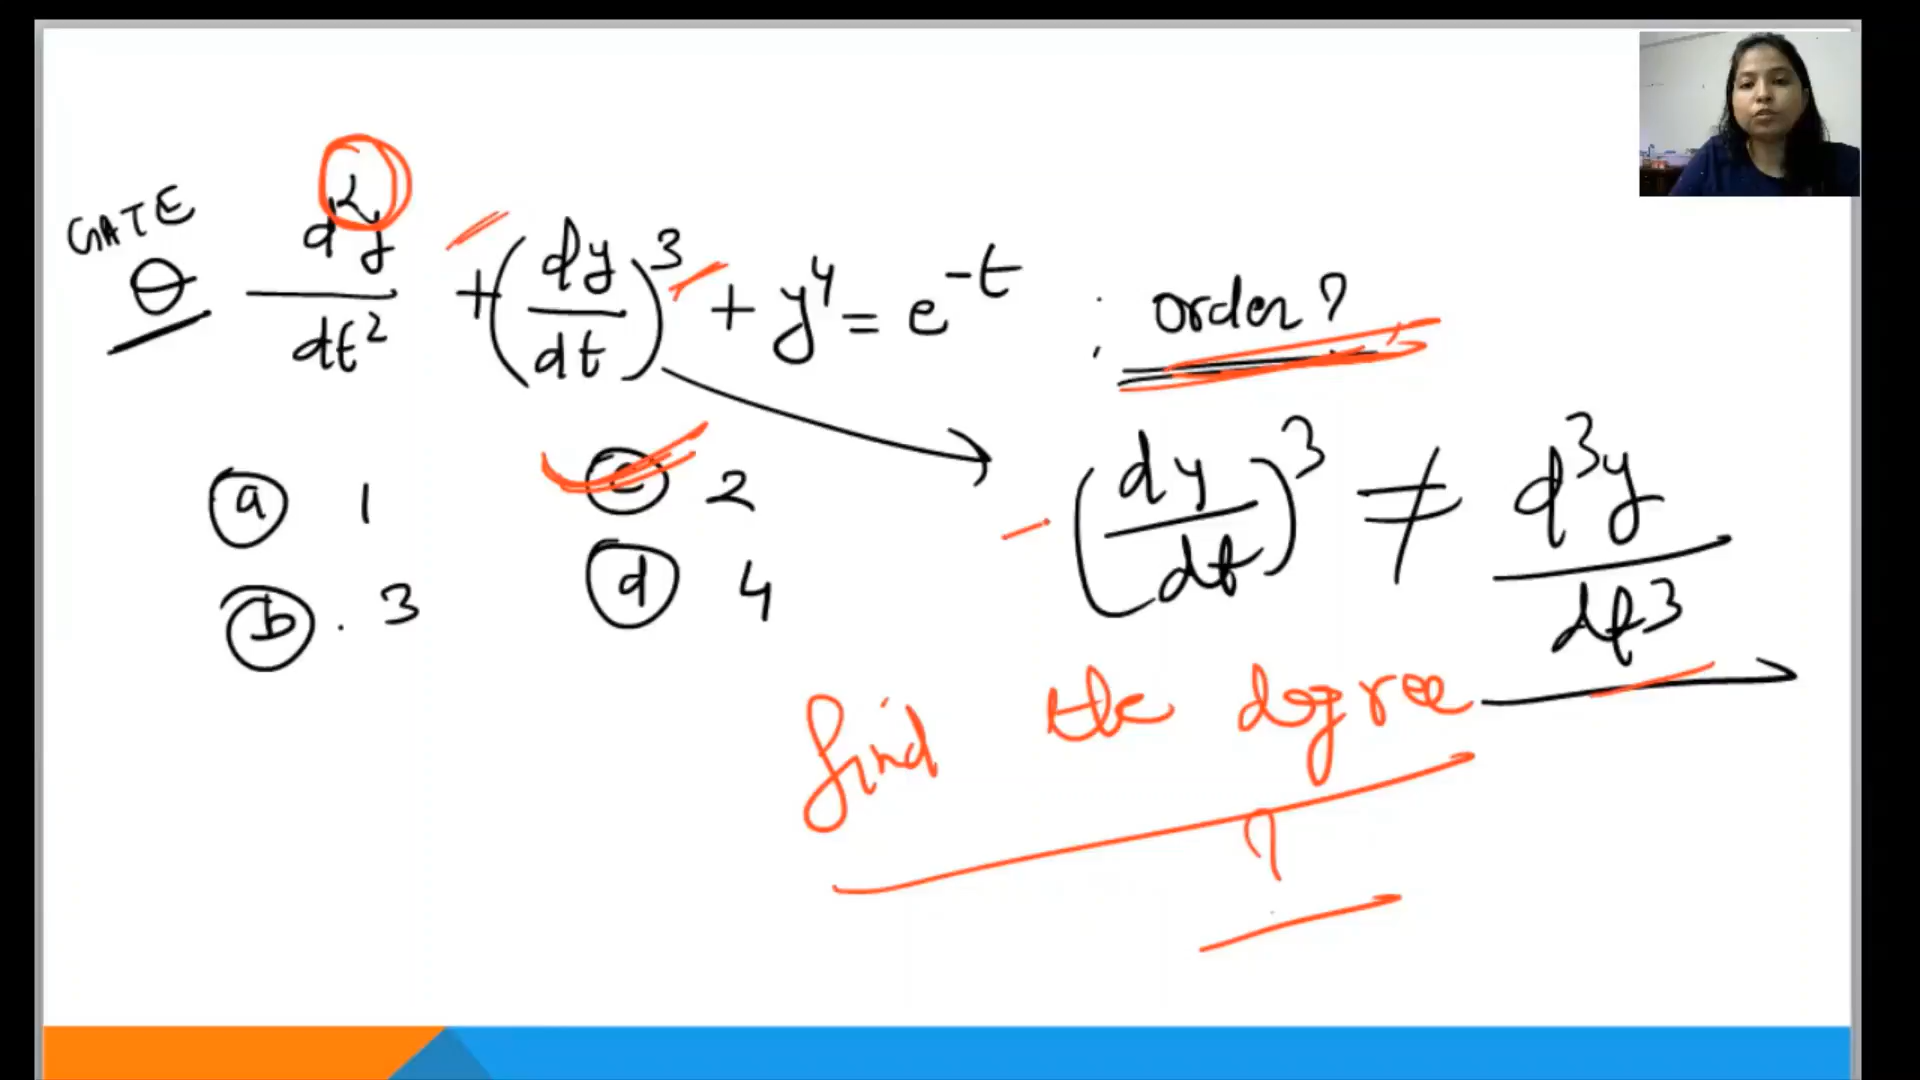 GATE
Q d²y/dt² + (dy/dt)³ + y⁴ = e⁻ᵗ : order?
(dy/dt)³ ≠ d³y/dt³
a 1 c 2
b . 3 d 4
find the degree
?